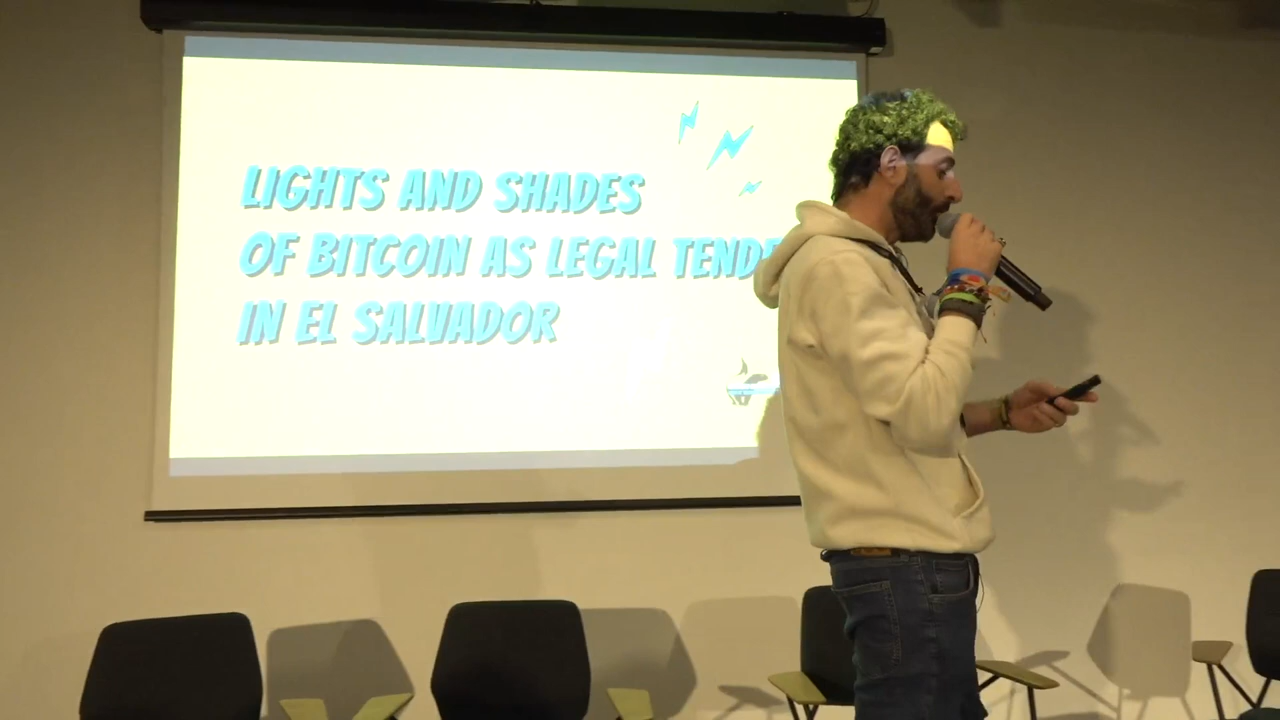 LIGHTS AND SHADES
OF BITCOIN AS LEGAL TENDE
IN EL SALVADOR